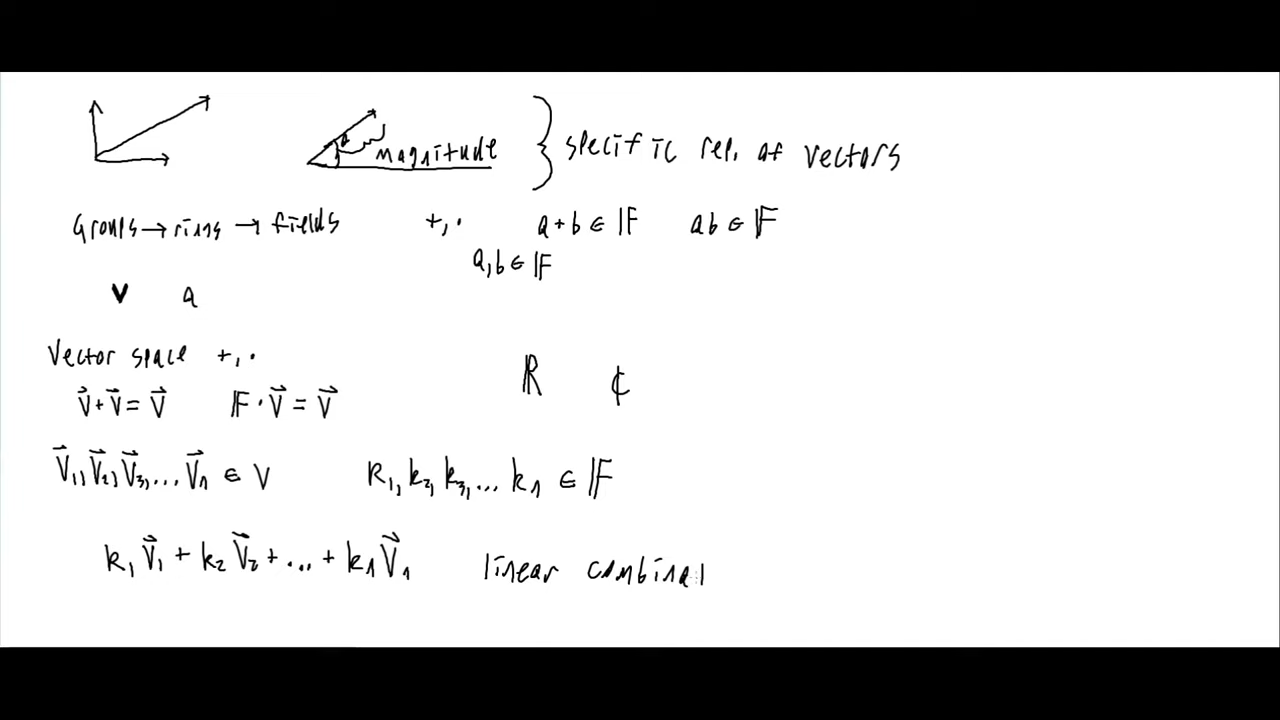 a magnitude } specific rep. of vectors
Groups → rings → fields +, · a + b ∈ 𝔽 ab ∈ 𝔽
a, b ∈ 𝔽
v a
Vector space +, ·
v⃗ + v⃗ = v⃗ 𝔽 · v⃗ = v⃗ ℝ ℂ
v⃗₁, v⃗₂, v⃗₃, ... v⃗ₙ ∈ V k₁, k₂, k₃, ... kₙ ∈ 𝔽
k₁v⃗₁ + k₂v⃗₂ + ... + kₙv⃗ₙ linear combinat